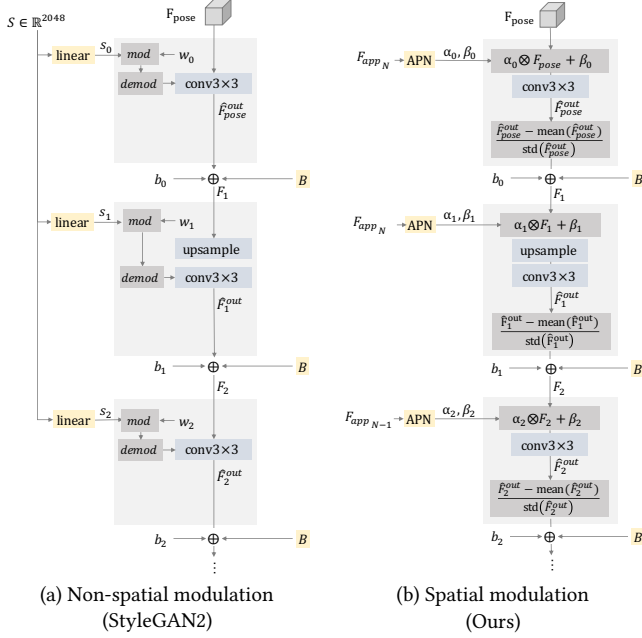 F_pose
S ∈ ℝ^2048
linear
s_0
mod
w_0
demod
conv3×3
F̂_pose^out
b_0
⊕
B
F_1
linear
s_1
mod
w_1
upsample
demod
conv3×3
F̂_1^out
b_1
⊕
B
F_2
linear
s_2
mod
w_2
demod
conv3×3
F̂_2^out
b_2
⊕
B
⋮
(a) Non-spatial modulation
(StyleGAN2)
F_pose
F_app_N
APN
α_0, β_0
α_0 ⊗ F_pose + β_0
conv3×3
F̂_pose^out
F̂_pose^out − mean(F̂_pose^out)
std(F̂_pose^out)
b_0
⊕
B
F_1
F_app_N
APN
α_1, β_1
α_1⊗F_1 + β_1
upsample
conv3×3
F̂_1^out
F̂_1^out − mean(F̂_1^out)
std(F̂_1^out)
b_1
⊕
B
F_2
F_app_N−1
APN
α_2, β_2
α_2⊗F_2 + β_2
conv3×3
F̂_2^out
F̂_2^out − mean(F̂_2^out)
std(F̂_2^out)
b_2
⊕
B
⋮
(b) Spatial modulation
(Ours)